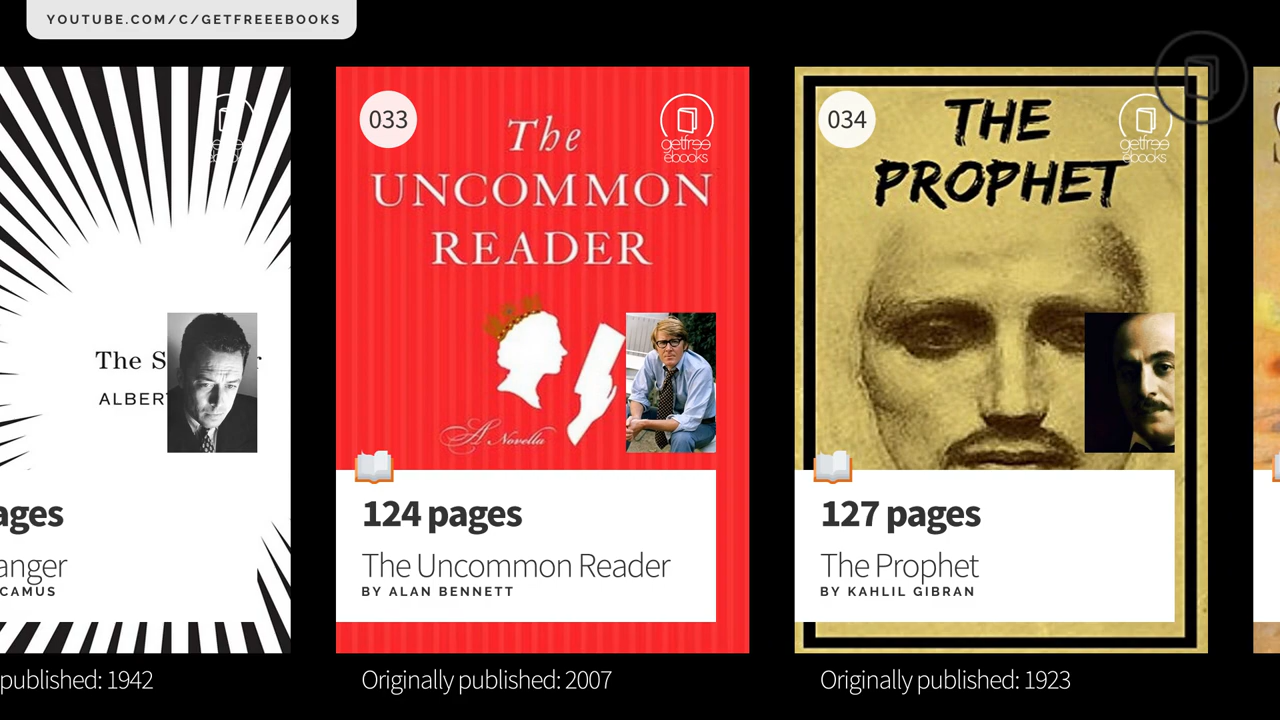 YOUTUBE.COM/C/GETFREEEBOOKS
The S
ALBER
ages
anger
CAMUS
published: 1942
033
getfree
ebooks
The
UNCOMMON
READER
A Novella
124 pages
The Uncommon Reader
BY ALAN BENNETT
Originally published: 2007
034
getfree
ebooks
THE
PROPHET
127 pages
The Prophet
BY KAHLIL GIBRAN
Originally published: 1923